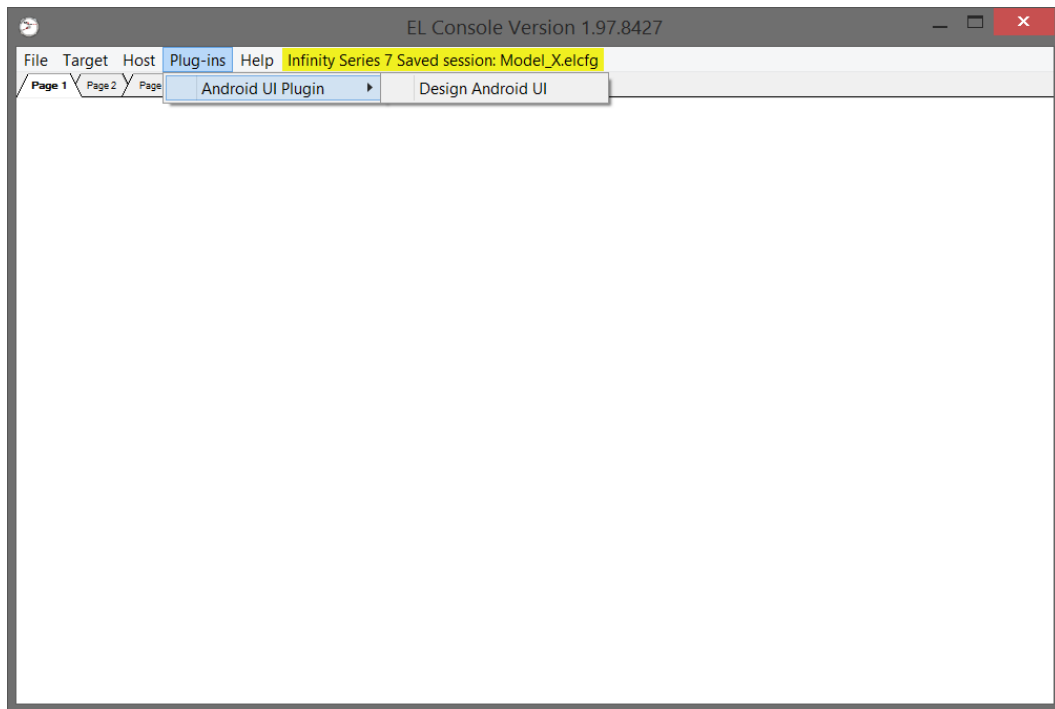 EL Console Version 1.97.8427
File Target Host Plug-ins Help Infinity Series 7 Saved session: Model_X.elcfg
Page 1 Page 2 Page Android UI Plugin Design Android UI